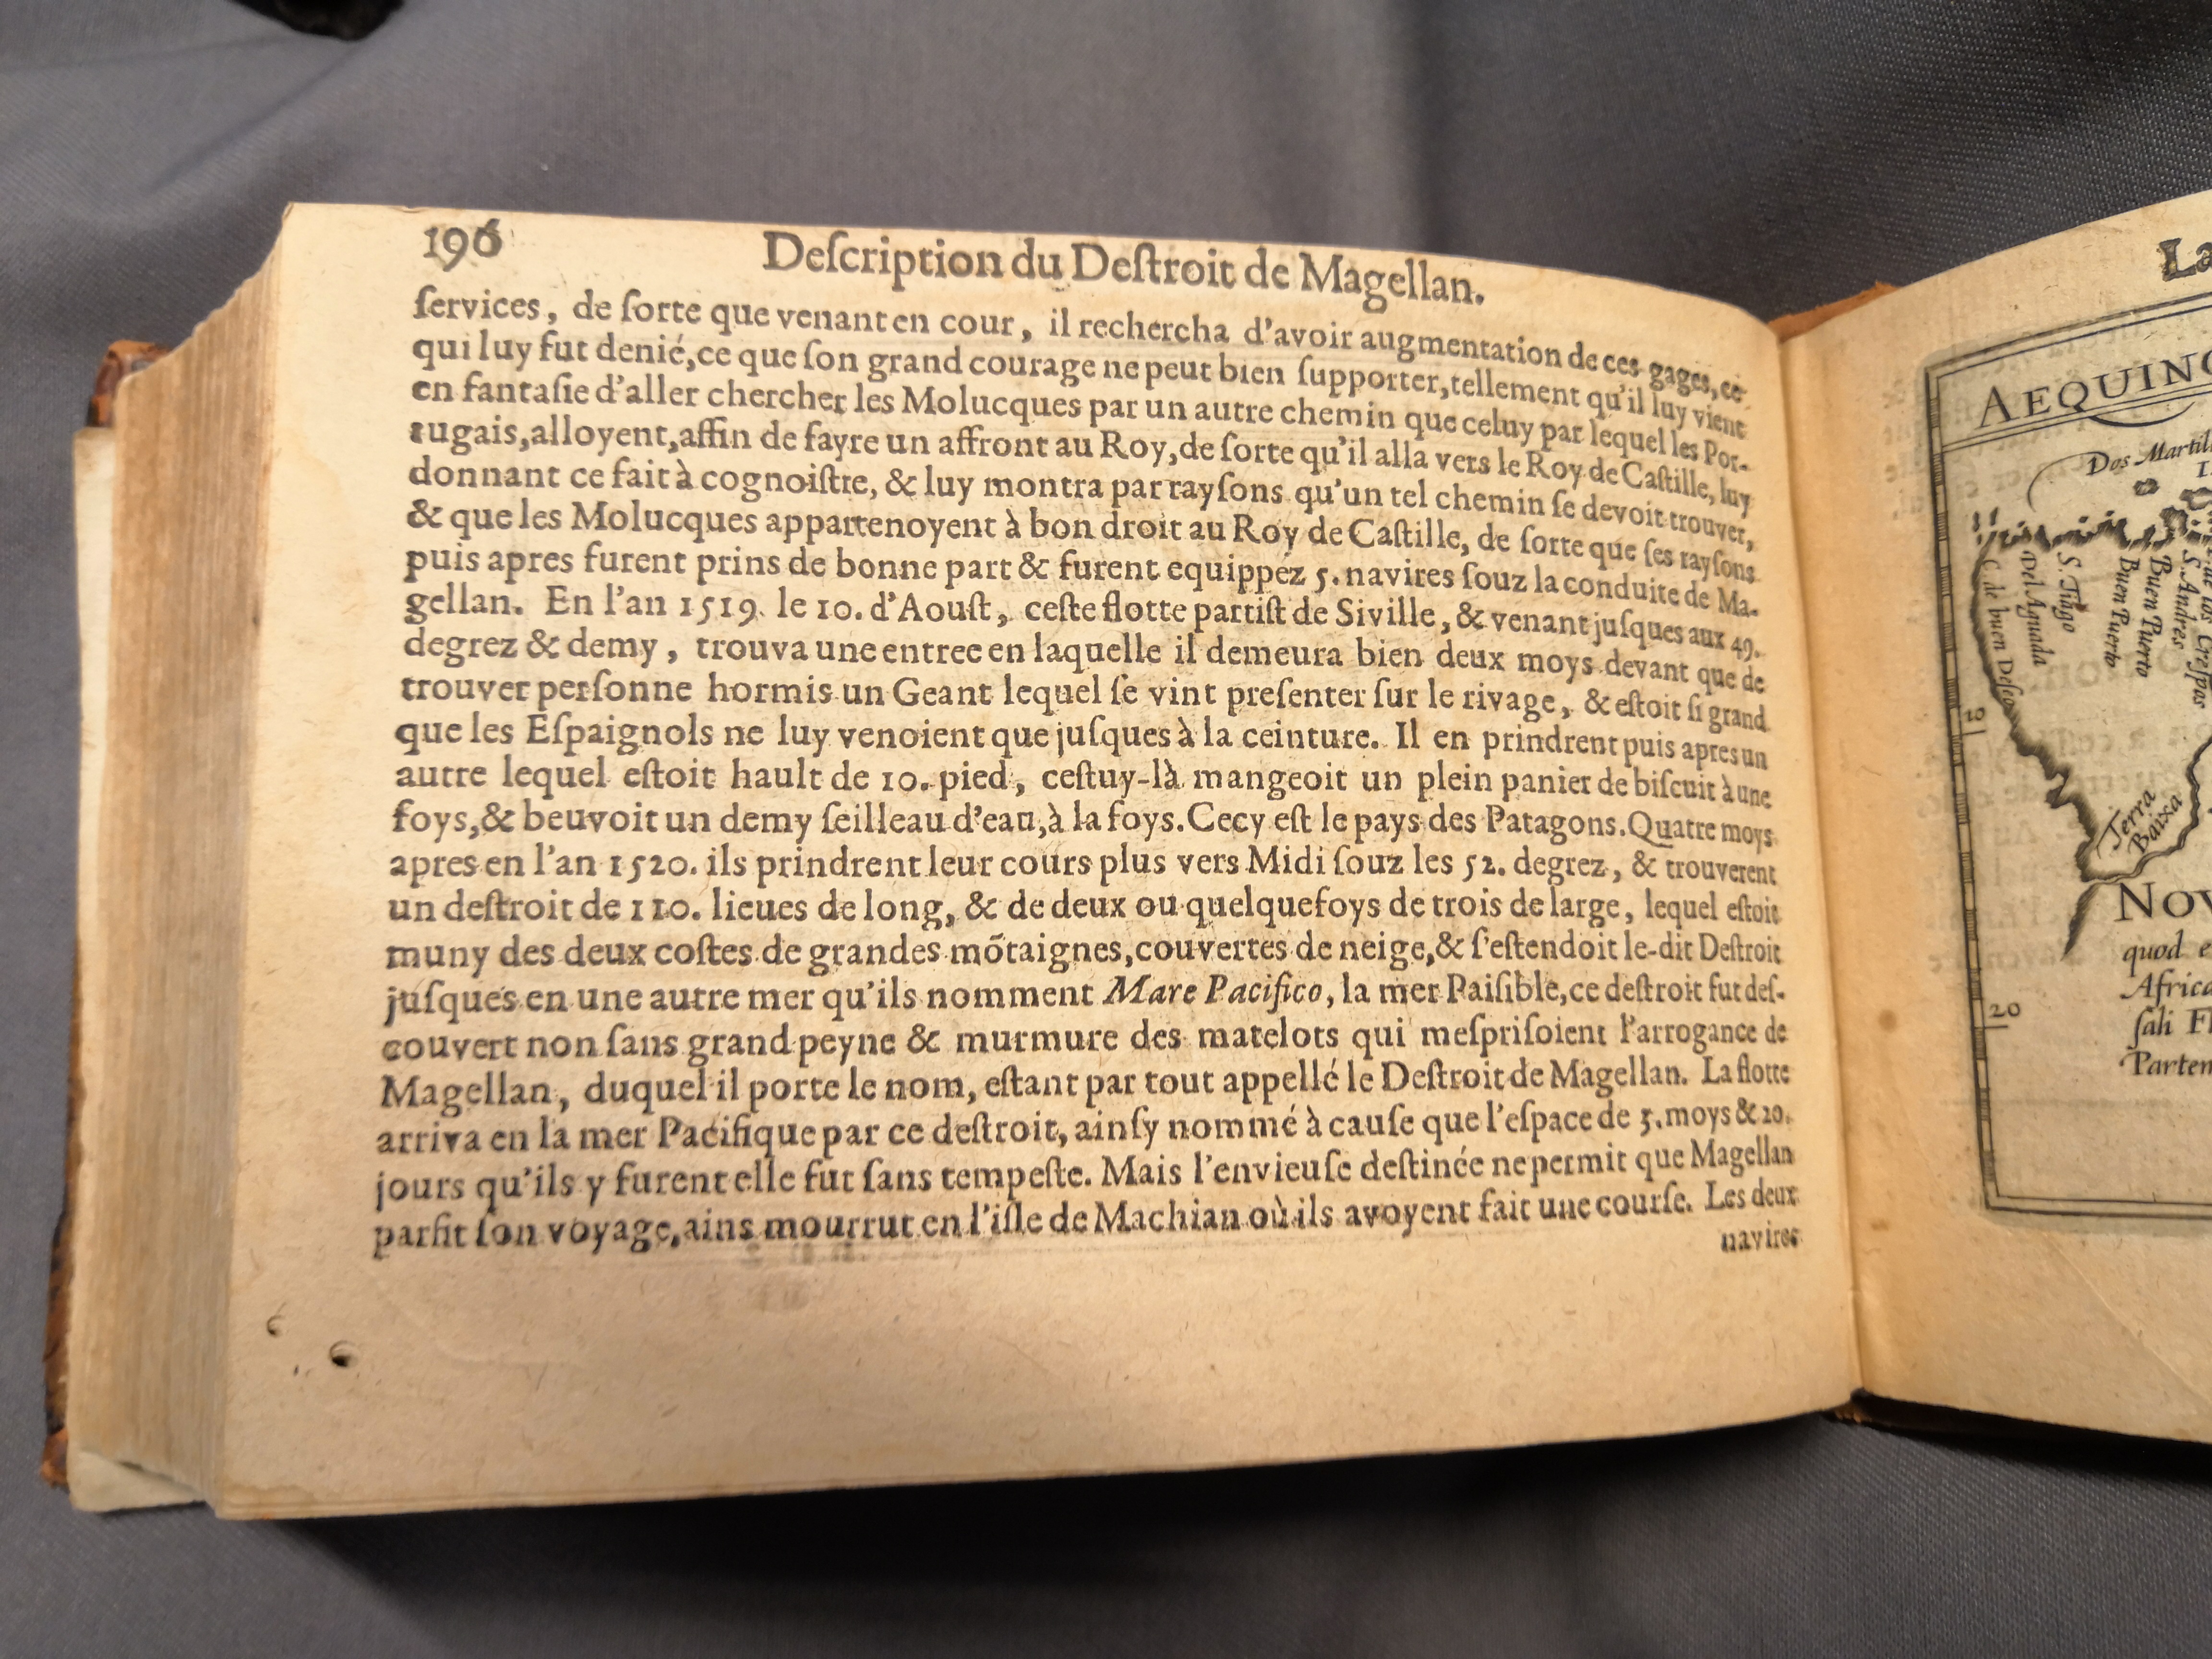 196
Deſcription du Deſtroit de Magellan.
ſervices, de ſorte que venant en cour, il rechercha d'avoir augmentation de ces gages, ce
qui luy fut denié, ce que ſon grand courage ne peut bien ſupporter, tellement qu'il luy vient
en fantaſie d'aller chercher les Molucques par un autre chemin que celuy par lequel les Por-
tugais, alloyent, affin de fayre un affront au Roy, de ſorte qu'il alla vers le Roy de Caſtille, luy
donnant ce fait à cognoiſtre, & luy montra par rayſons qu'un tel chemin ſe devoit trouver,
& que les Molucques appartenoyent à bon droit au Roy de Caſtille, de ſorte que ſes rayſons
puis apres furent prins de bonne part & furent equippéz 5. navires ſouz la conduite de Ma-
gellan. En l'an 1519. le 10. d'Aouſt, ceſte flotte partiſt de Siville, & venant juſques aux 49.
degrez & demy, trouva une entree en laquelle il demeura bien deux moys devant que de
trouver perſonne hormis un Geant lequel ſe vint preſenter ſur le rivage, & eſtoit ſi grand
que les Eſpaignols ne luy venoient que juſques à la ceinture. Il en prindrent puis apres un
autre lequel eſtoit hault de 10. pied, ceſtuy-là mangeoit un plein panier de biſcuit à une
foys, & beuvoit un demy ſeilleau d'eau, à la foys. Cecy eſt le pays des Patagons. Quatre moys
apres en l'an 1520. ils prindrent leur cours plus vers Midi ſouz les 52. degrez, & trouverent
un deſtroit de 110. lieues de long, & de deux ou quelquefoys de trois de large, lequel eſtoit
muny des deux coſtes de grandes mõtaignes, couvertes de neige, & ſ'eſtendoit le-dit Deſtroit
juſques en une autre mer qu'ils nomment Mare Pacifico, la mer Paiſible, ce deſtroit fut deſ-
couvert non ſans grand peyne & murmure des matelots qui meſpriſoient l'arrogance de
Magellan, duquel il porte le nom, eſtant par tout appellé le Deſtroit de Magellan. La flotte
arriva en la mer Pacifique par ce deſtroit, ainſy nommé à cauſe que l'eſpace de 3. moys & 20.
jours qu'ils y furent elle fut ſans tempeſte. Mais l'envieuſe deſtinée ne permit que Magellan
parfit ſon voyage, ains mourrut en l'iſle de Machian où ils avoyent fait une courſe. Les deux
navires
La
AEQUINO
Dos Martil
C. de buen Deſeo
Del Aguada
S. Tiago
Buen Puerto
Buen Puerto
S. Andres
Creſpas
10
Terra
Baixa
NOV
quod e
Africa
20
ſali Fl
Parten